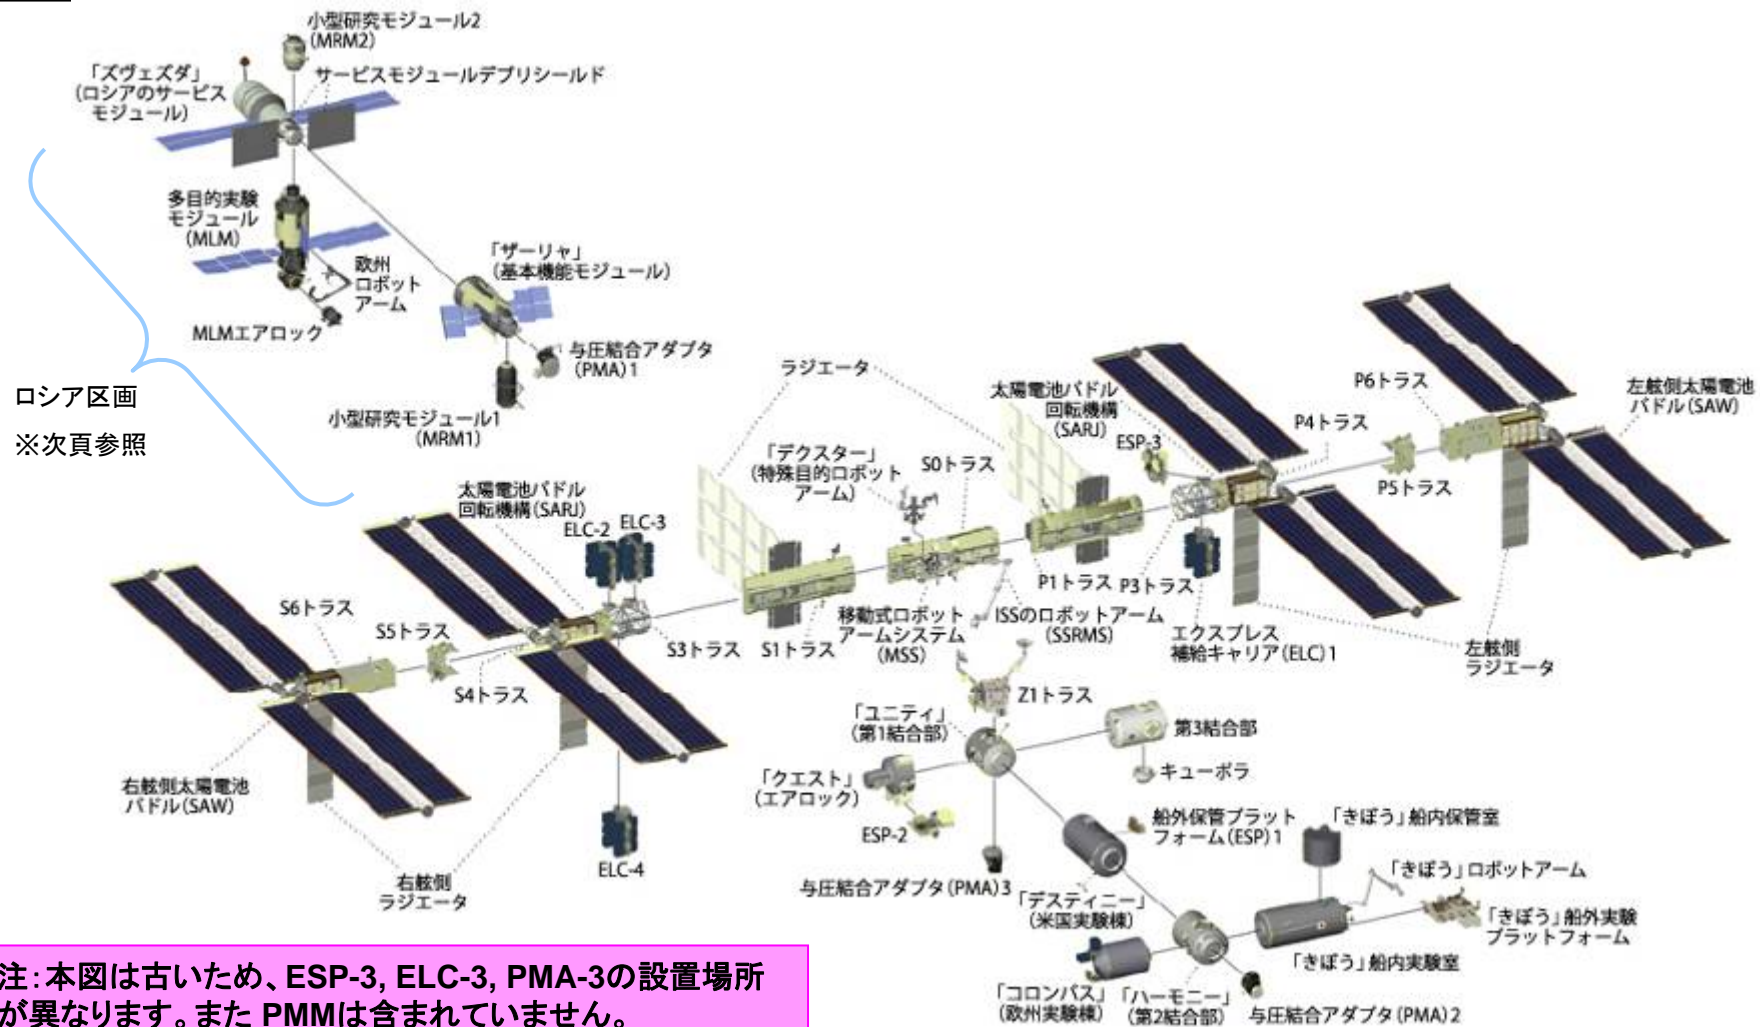 小型研究モジュール2
(MRM2)
「ズヴェズダ」
(ロシアのサービス
モジュール)
サービスモジュールデブリシールド
多目的実験
モジュール
(MLM)
欧州
ロボット
アーム
MLMエアロック
「ザーリャ」
(基本機能モジュール)
与圧結合アダプタ
(PMA)1
小型研究モジュール1
(MRM1)
ロシア区画
※次頁参照
ラジエータ
「デクスター」
(特殊目的ロボット
アーム)
S0トラス
太陽電池パドル
回転機構
(SARJ)
ESP-3
P6トラス
P4トラス
左舷側太陽電池
パドル(SAW)
P5トラス
太陽電池パドル
回転機構(SARJ)
ELC-2
ELC-3
S6トラス
S5トラス
S4トラス
S3トラス
S1トラス
移動式ロボット
アームシステム
(MSS)
ISSのロボットアーム
(SSRMS)
P1トラス
P3トラス
エクスプレス
補給キャリア(ELC)1
左舷側
ラジエータ
右舷側太陽電池
パドル(SAW)
右舷側
ラジエータ
ELC-4
Z1トラス
「ユニティ」
(第1結合部)
第3結合部
キューポラ
「クエスト」
(エアロック)
ESP-2
与圧結合アダプタ(PMA)3
船外保管プラット
フォーム(ESP)1
「デスティニー」
(米国実験棟)
「きぼう」船内保管室
「きぼう」ロボットアーム
「きぼう」船外実験
プラットフォーム
「きぼう」船内実験室
「コロンバス」
(欧州実験棟)
「ハーモニー」
(第2結合部)
与圧結合アダプタ(PMA)2
注:本図は古いため、ESP-3, ELC-3, PMA-3の設置場所
が異なります。また PMMは含まれていません。